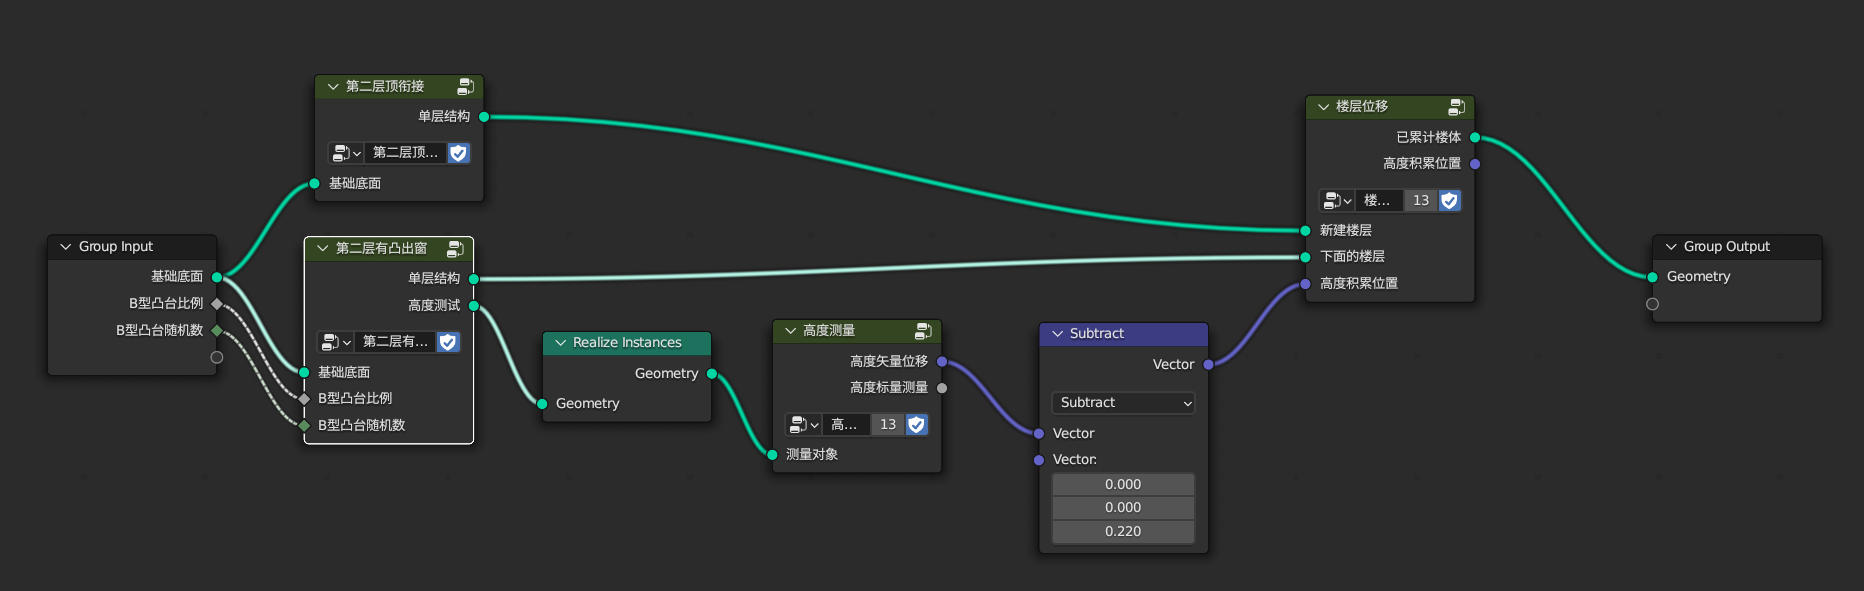 第二层顶衔接
单层结构
第二层顶...
基础底面
Group Input
基础底面
B型凸台比例
B型凸台随机数
第二层有凸出窗
单层结构
高度测试
第二层有...
基础底面
B型凸台比例
B型凸台随机数
Realize Instances
Geometry
Geometry
高度测量
高度矢量位移
高度标量测量
高... 13
测量对象
Subtract
Vector
Subtract
Vector
Vector:
0.000
0.000
0.220
楼层位移
已累计楼体
高度积累位置
楼... 13
新建楼层
下面的楼层
高度积累位置
Group Output
Geometry